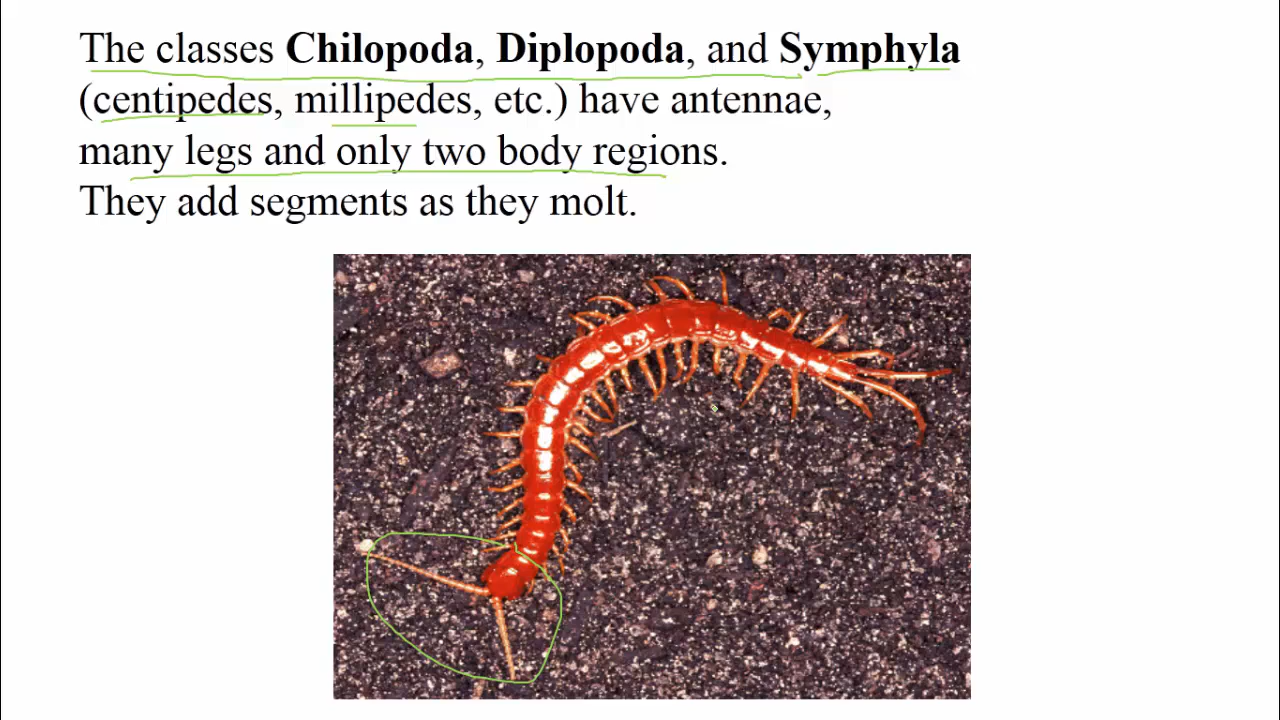 The classes Chilopoda, Diplopoda, and Symphyla
(centipedes, millipedes, etc.) have antennae,
many legs and only two body regions.
They add segments as they molt.